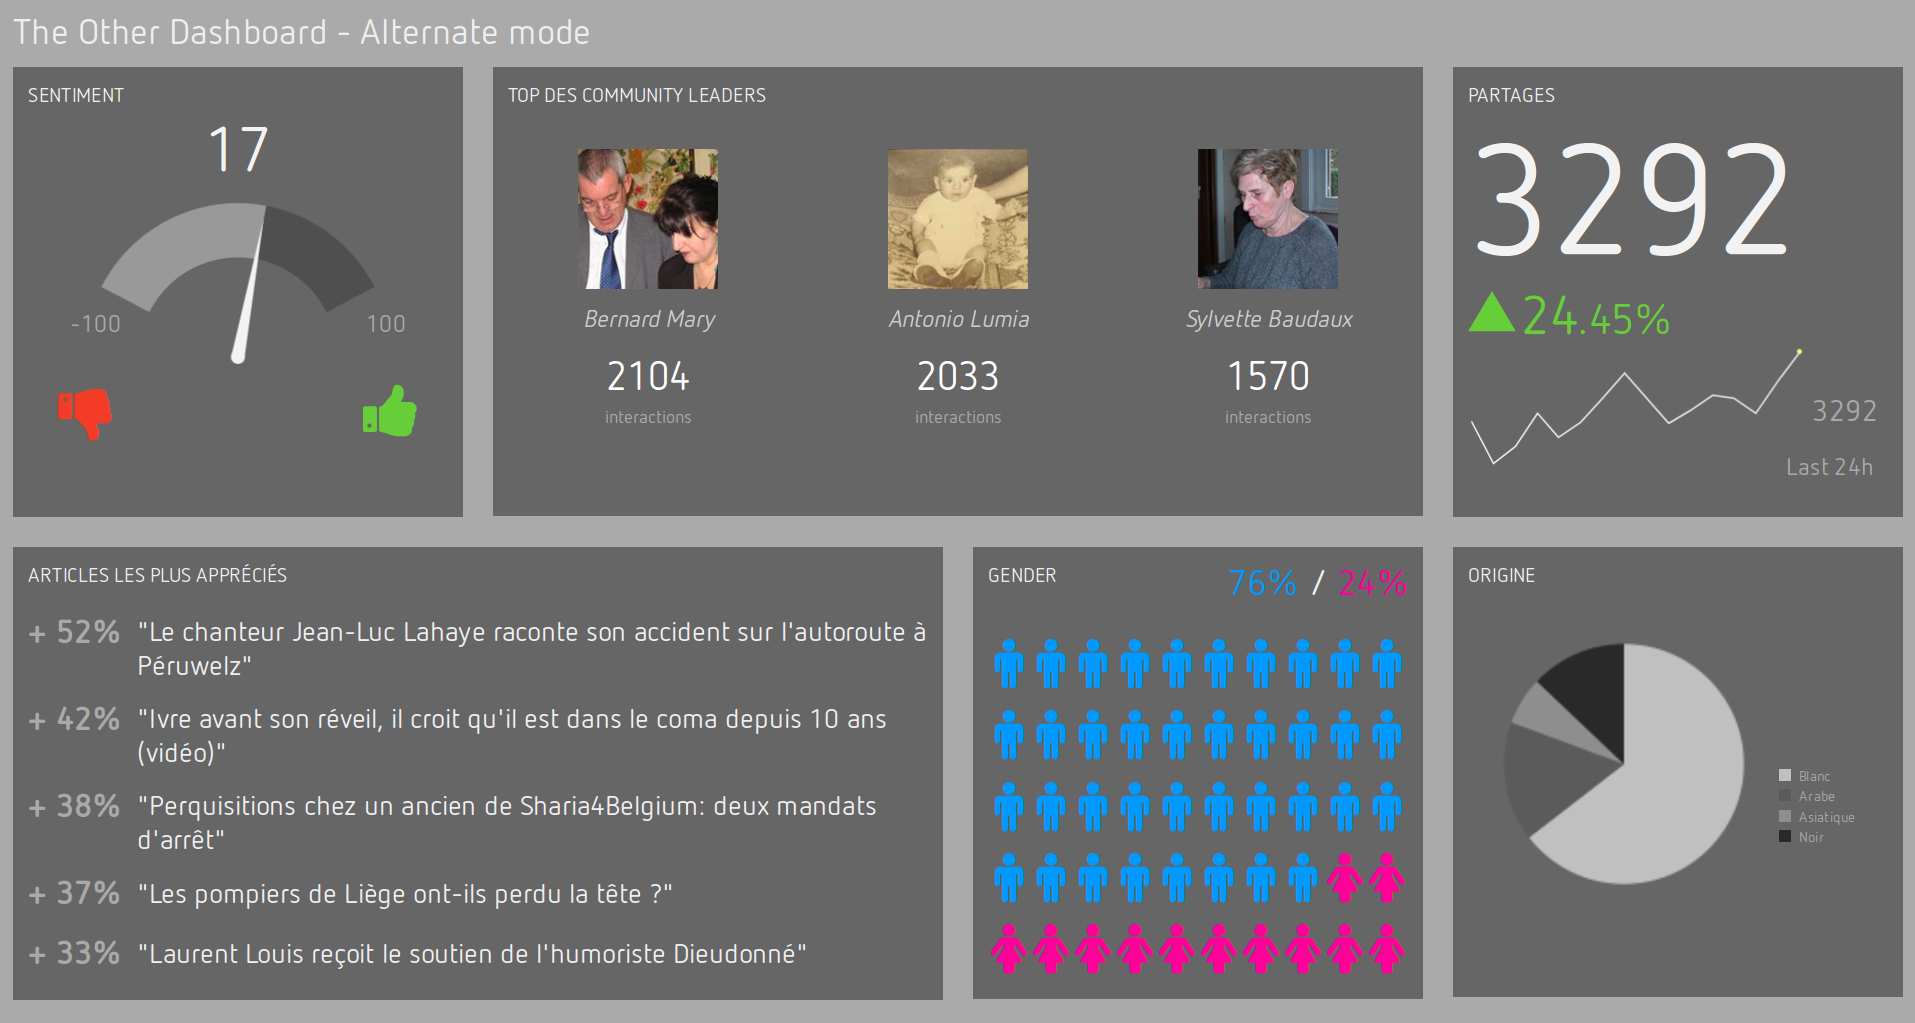 The Other Dashboard - Alternate mode
SENTIMENT
17
-100
100
TOP DES COMMUNITY LEADERS
Bernard Mary
2104
interactions
Antonio Lumia
2033
interactions
Sylvette Baudaux
1570
interactions
PARTAGES
3292
24.45%
3292
Last 24h
ARTICLES LES PLUS APPRÉCIÉS
+ 52% "Le chanteur Jean-Luc Lahaye raconte son accident sur l'autoroute à
Péruwelz"
+ 42% "Ivre avant son réveil, il croit qu'il est dans le coma depuis 10 ans
(vidéo)"
+ 38% "Perquisitions chez un ancien de Sharia4Belgium: deux mandats
d'arrêt"
+ 37% "Les pompiers de Liège ont-ils perdu la tête ?"
+ 33% "Laurent Louis reçoit le soutien de l'humoriste Dieudonné"
GENDER
76% / 24%
ORIGINE
Blanc
Arabe
Asiatique
Noir